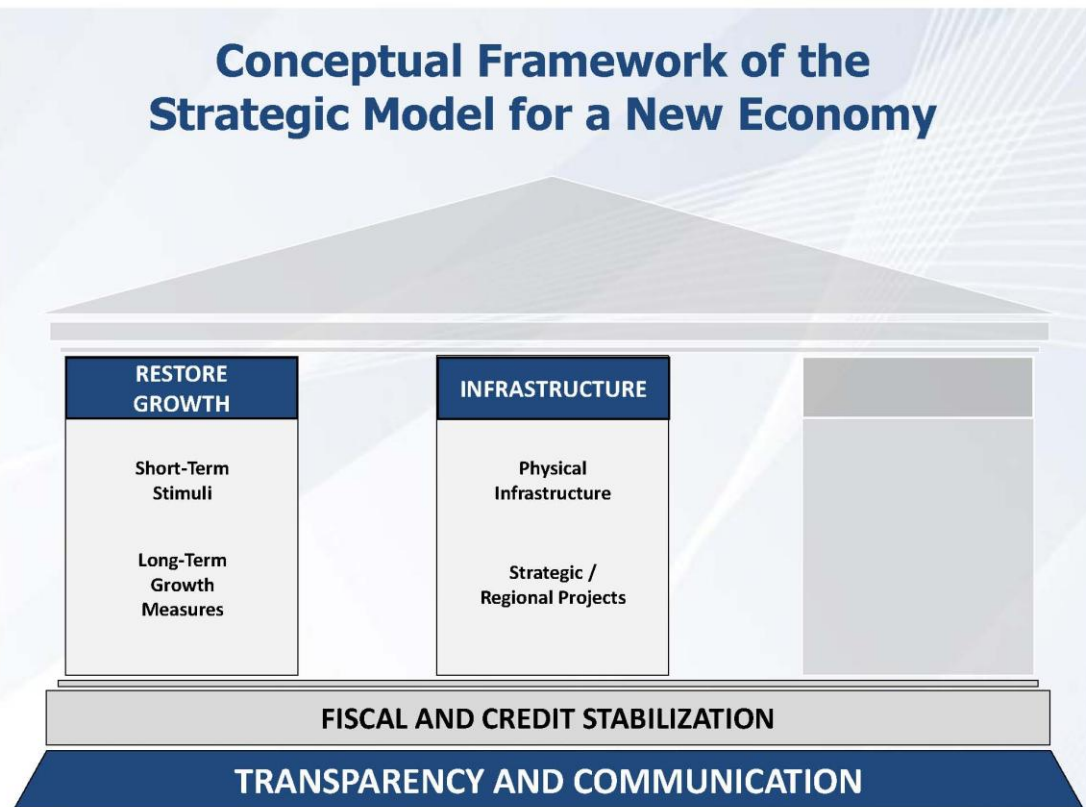 Conceptual Framework of the
Strategic Model for a New Economy
RESTORE
GROWTH
Short-Term
Stimuli
Long-Term
Growth
Measures
INFRASTRUCTURE
Physical
Infrastructure
Strategic /
Regional Projects
FISCAL AND CREDIT STABILIZATION
TRANSPARENCY AND COMMUNICATION